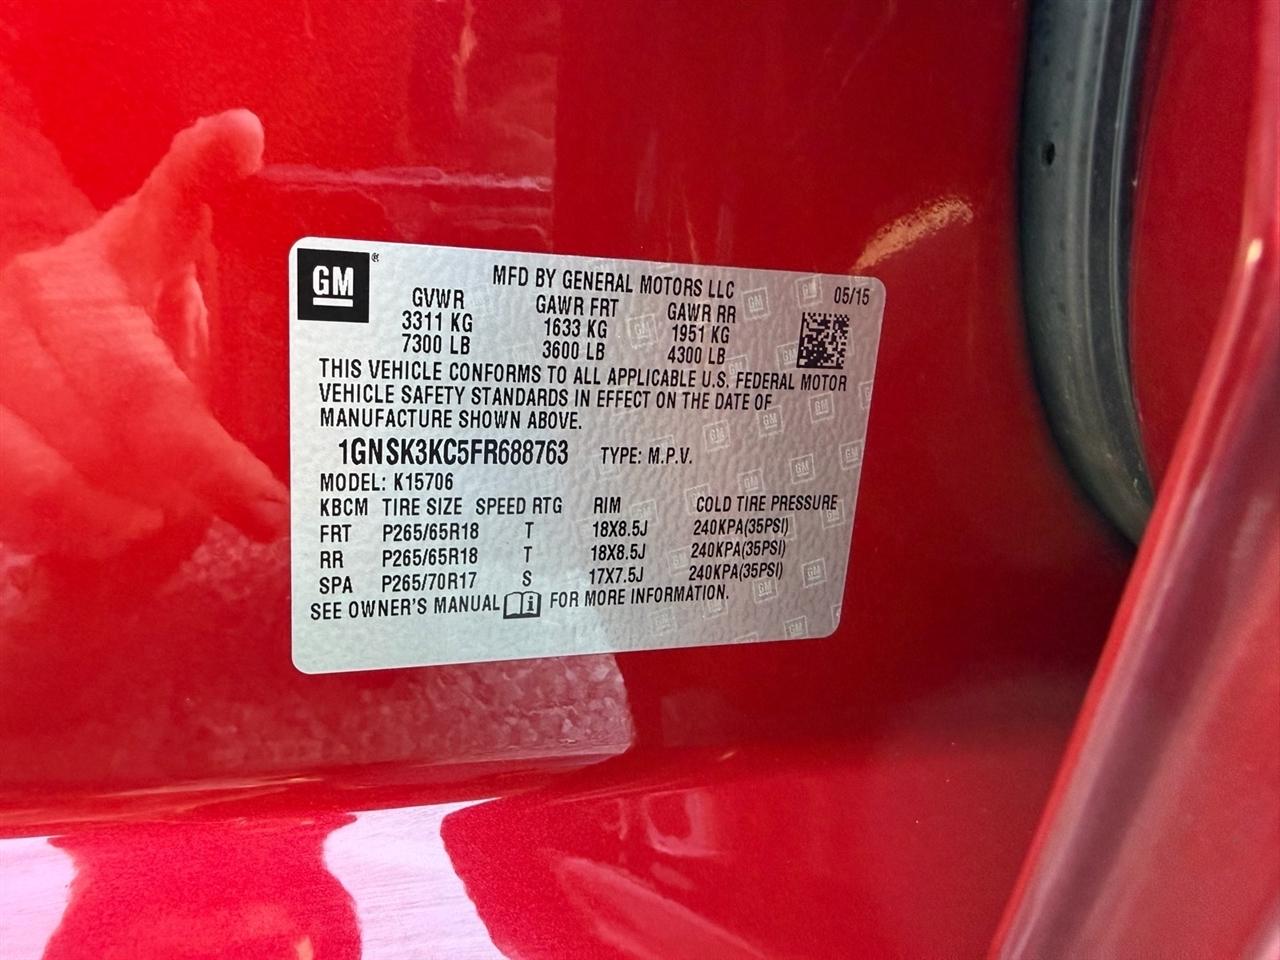 GM ®
MFD BY GENERAL MOTORS LLC 05/15
GVWR GAWR FRT GAWR RR
3311 KG 1633 KG 1951 KG
7300 LB 3600 LB 4300 LB
THIS VEHICLE CONFORMS TO ALL APPLICABLE U.S. FEDERAL MOTOR
VEHICLE SAFETY STANDARDS IN EFFECT ON THE DATE OF
MANUFACTURE SHOWN ABOVE.
1GNSK3KC5FR688763 TYPE: M.P.V.
MODEL: K15706
KBCM TIRE SIZE SPEED RTG RIM COLD TIRE PRESSURE
FRT P265/65R18 T 18X8.5J 240KPA(35PSI)
RR P265/65R18 T 18X8.5J 240KPA(35PSI)
SPA P265/70R17 S 17X7.5J 240KPA(35PSI)
SEE OWNER'S MANUAL i FOR MORE INFORMATION.